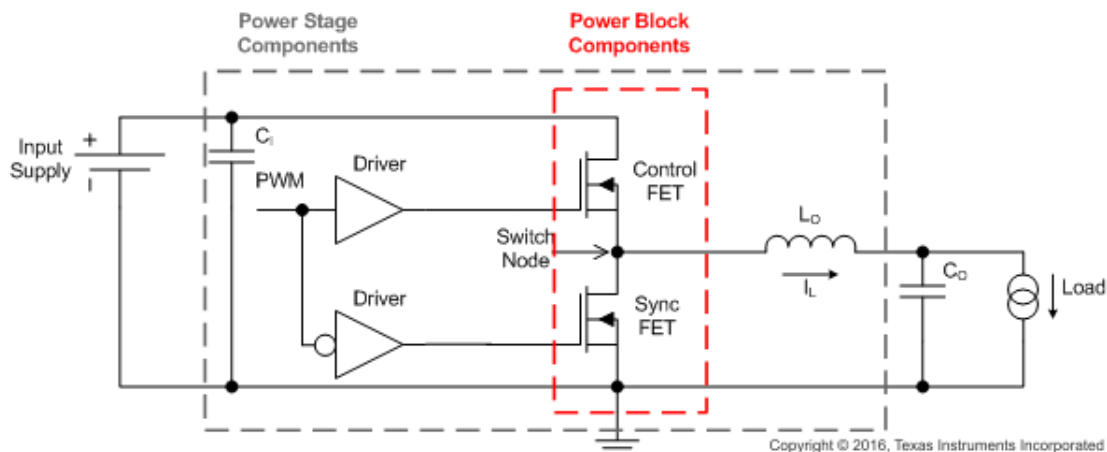 Power Stage
Components
Power Block
Components
+
Input
Supply
CI
Driver
PWM
Control
FET
Switch
Node
LO
IL
CO
Load
Driver
Sync
FET
Copyright © 2016, Texas Instruments Incorporated